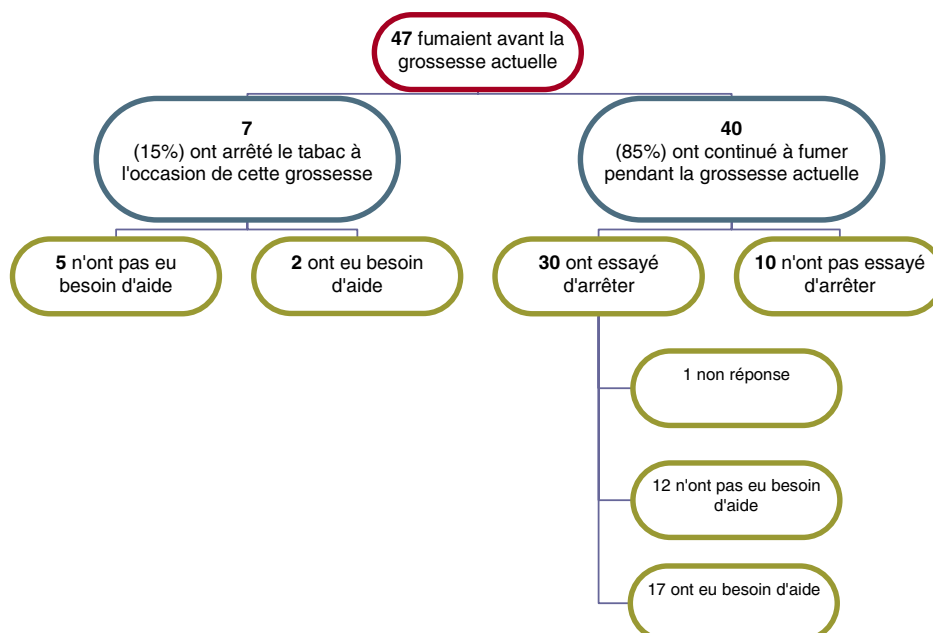 47 fumaient avant la
grossesse actuelle
7
(15%) ont arrêté le tabac à
l'occasion de cette grossesse
40
(85%) ont continué à fumer
pendant la grossesse actuelle
5 n'ont pas eu
besoin d'aide
2 ont eu besoin
d'aide
30 ont essayé
d'arrêter
10 n'ont pas essayé
d'arrêter
1 non réponse
12 n'ont pas eu besoin
d'aide
17 ont eu besoin d'aide